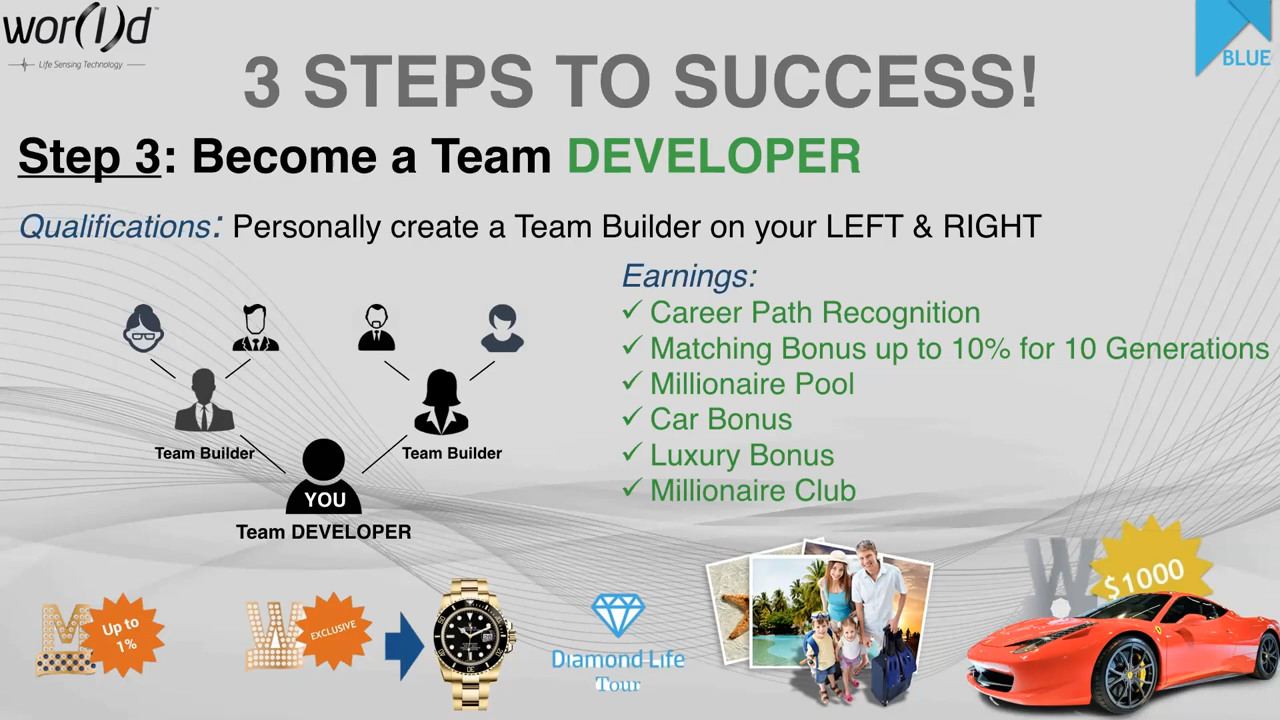 wor(l)d™
Life Sensing Technology
BLUE
3 STEPS TO SUCCESS!
Step 3: Become a Team DEVELOPER
Qualifications: Personally create a Team Builder on your LEFT & RIGHT
Earnings:
✓ Career Path Recognition
✓ Matching Bonus up to 10% for 10 Generations
✓ Millionaire Pool
✓ Car Bonus
✓ Luxury Bonus
✓ Millionaire Club
Team Builder
Team Builder
YOU
Team DEVELOPER
M
Up to
1%
W
EXCLUSIVE
Diamond Life
Tour
W
$1000